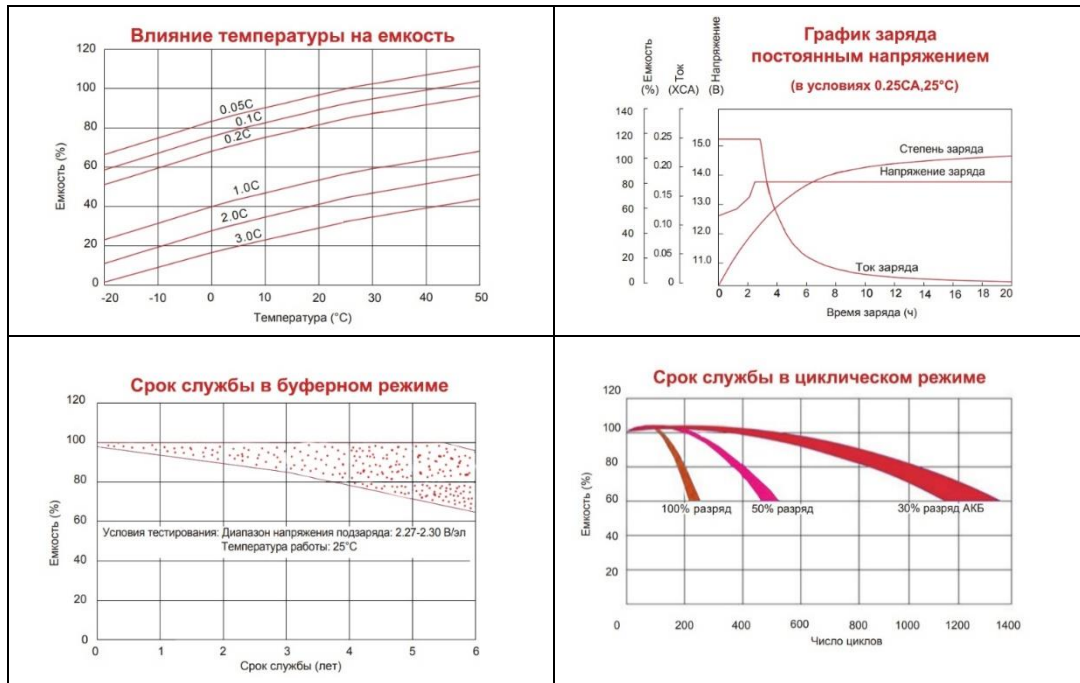 Влияние температуры на емкость
120
100
80
60
40
20
0
Емкость (%)
0.05C
0.1C
0.2C
1.0C
2.0C
3.0C
-20 -10 0 10 20 30 40 50
Температура (°C)
График заряда
постоянным напряжением
(в условиях 0.25CA,25°C)
Емкость (%)
Ток (XCA)
Напряжение (В)
140
120
100
80
60
40
20
0
0.25
0.20
0.15
0.10
0.05
0
15.0
14.0
13.0
12.0
11.0
Степень заряда
Напряжение заряда
Ток заряда
0 2 4 6 8 10 12 14 16 18 20
Время заряда (ч)
Срок службы в буферном режиме
120
100
80
60
40
20
0
Емкость (%)
Условия тестирования: Диапазон напряжения подзаряда: 2.27-2.30 В/эл
Температура работы: 25°C
0 1 2 3 4 5 6
Срок службы (лет)
Срок службы в циклическом режиме
120
100
80
60
40
20
Емкость (%)
100% разряд 50% разряд 30% разряд АКБ
0 200 400 600 800 1000 1200 1400
Число циклов